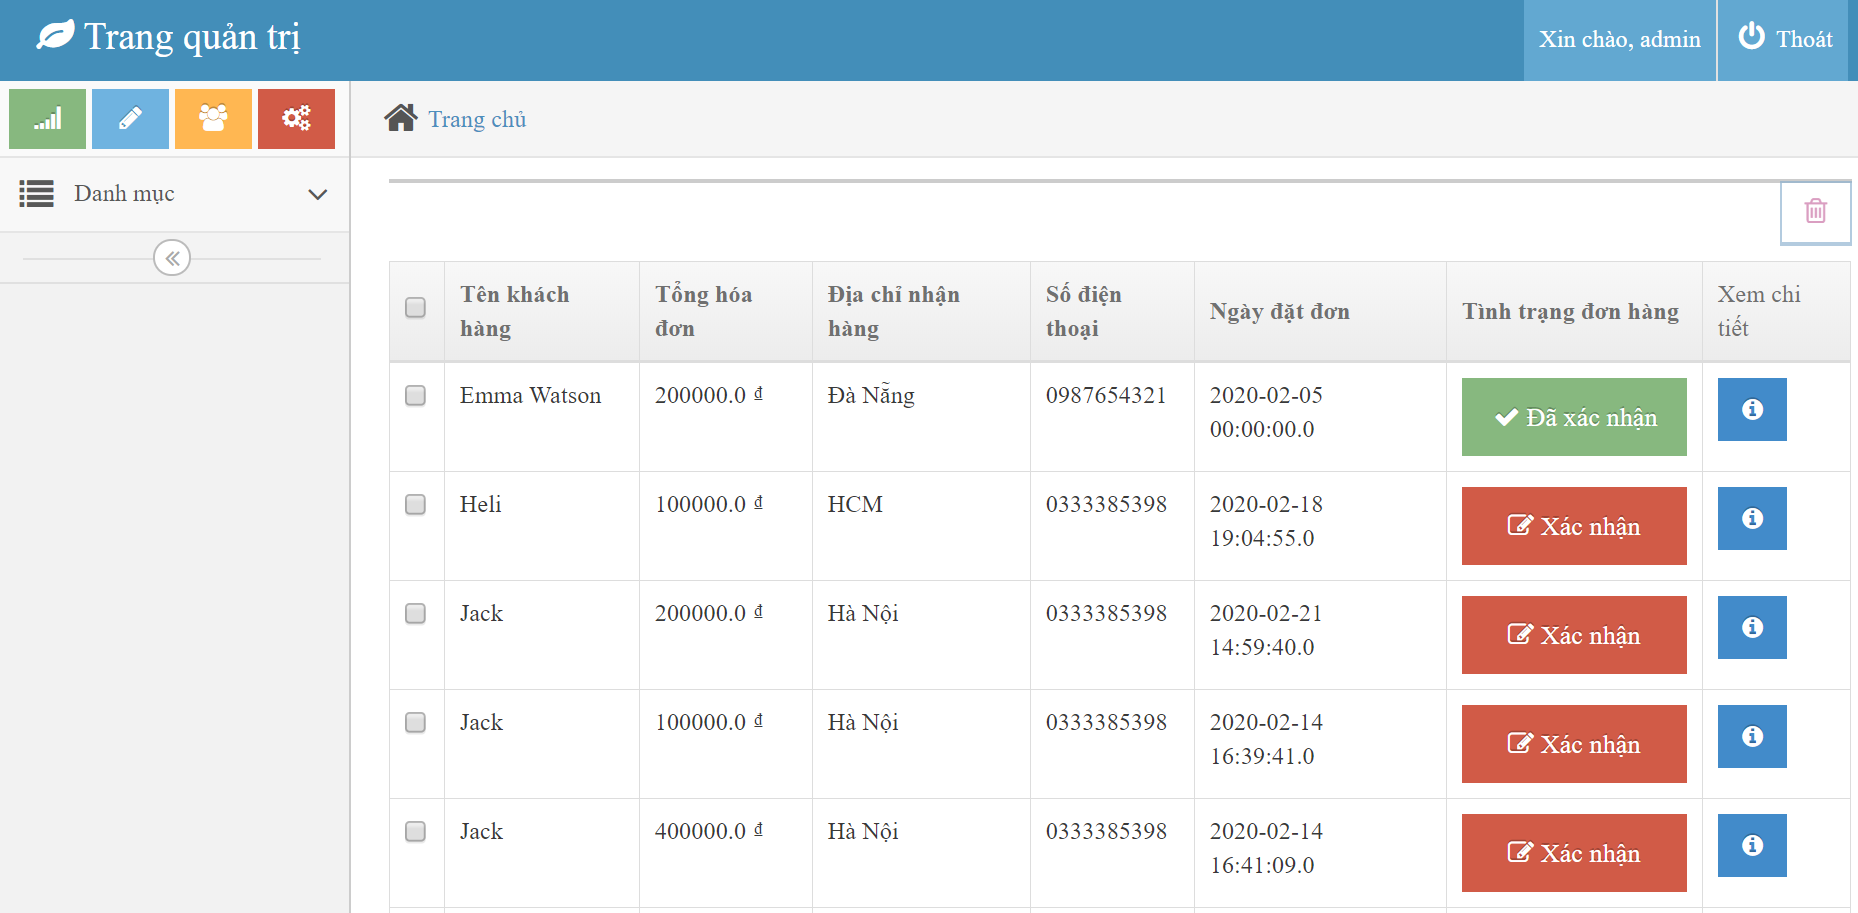 Trang quản trị
Xin chào, admin
Thoát
Trang chủ
Danh mục
Tên khách hàng
Tổng hóa đơn
Địa chỉ nhận hàng
Số điện thoại
Ngày đặt đơn
Tình trạng đơn hàng
Xem chi tiết
Emma Watson
200000.0 ₫
Đà Nẵng
0987654321
2020-02-05
00:00:00.0
Đã xác nhận
Heli
100000.0 ₫
HCM
0333385398
2020-02-18
19:04:55.0
Xác nhận
Jack
200000.0 ₫
Hà Nội
0333385398
2020-02-21
14:59:40.0
Xác nhận
Jack
100000.0 ₫
Hà Nội
0333385398
2020-02-14
16:39:41.0
Xác nhận
Jack
400000.0 ₫
Hà Nội
0333385398
2020-02-14
16:41:09.0
Xác nhận